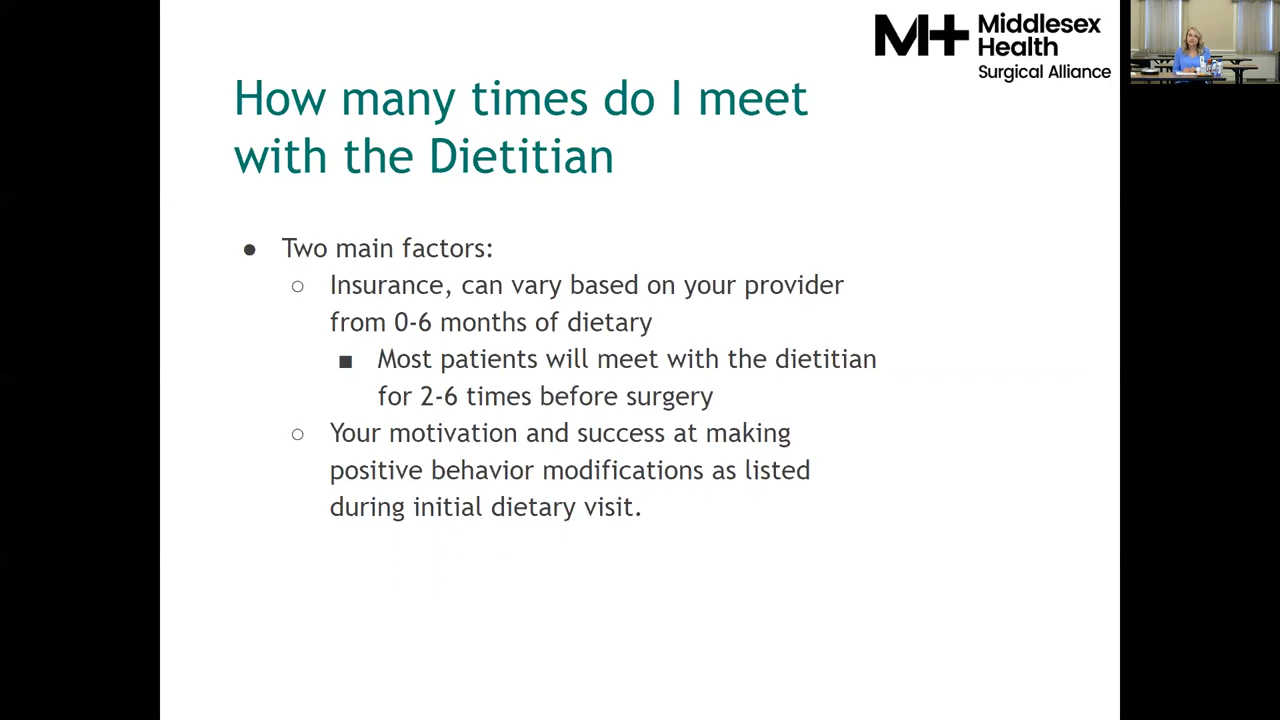 M+ Middlesex
Health
Surgical Alliance
How many times do I meet
with the Dietitian
● Two main factors:
○ Insurance, can vary based on your provider
from 0-6 months of dietary
■ Most patients will meet with the dietitian
for 2-6 times before surgery
○ Your motivation and success at making
positive behavior modifications as listed
during initial dietary visit.